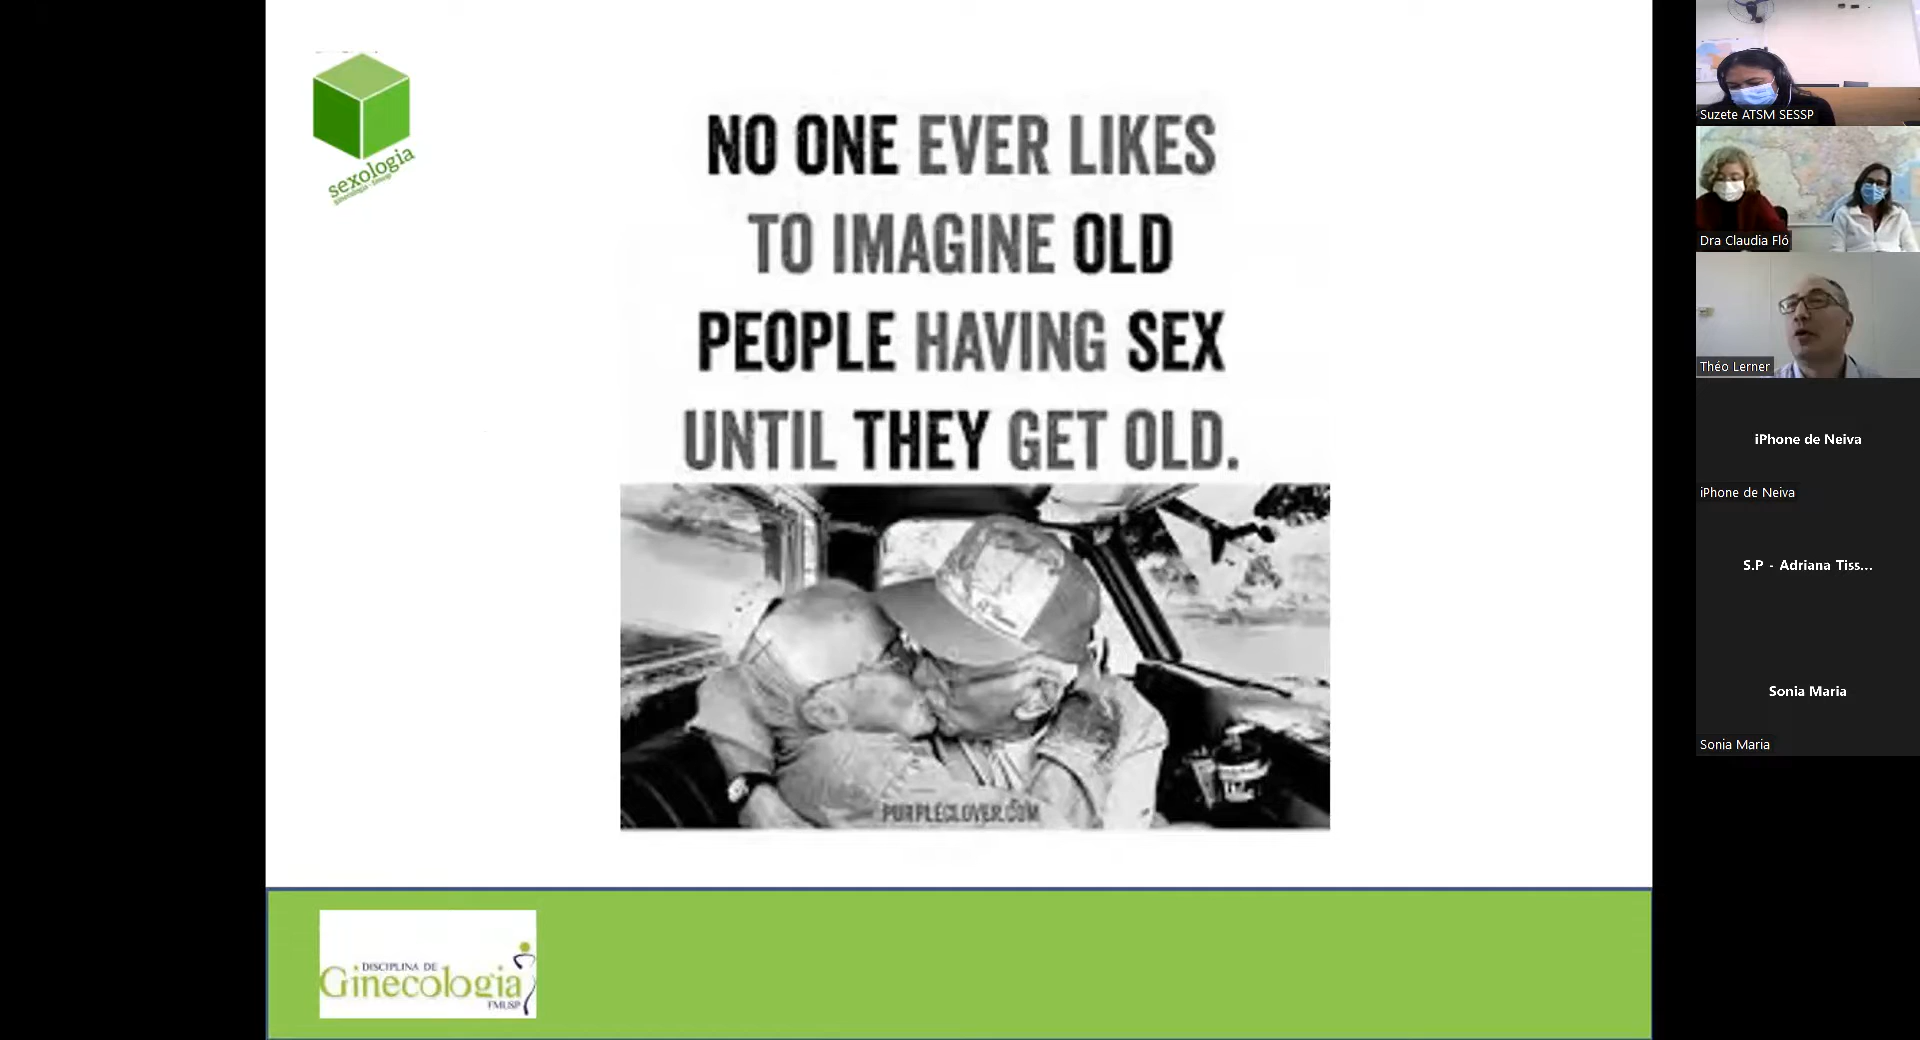 sexologia
NO ONE EVER LIKES
TO IMAGINE OLD
PEOPLE HAVING SEX
UNTIL THEY GET OLD.
PURPLECLOVER.COM
DISCIPLINA DE
Ginecologia
FMUSP
Suzete ATSM SESSP
Dra Claudia Fló
Théo Lerner
iPhone de Neiva
iPhone de Neiva
S.P - Adriana Tiss...
Sonia Maria
Sonia Maria